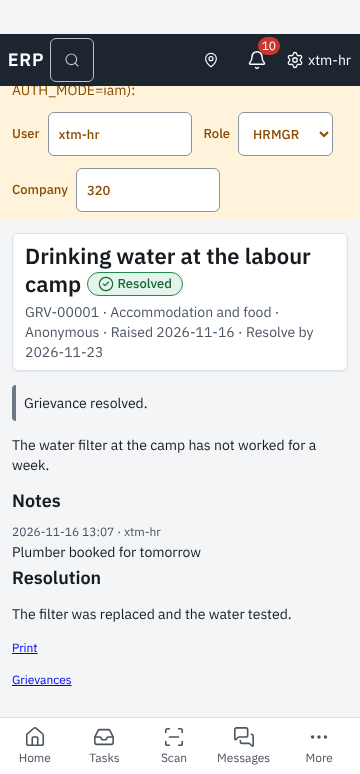 ERP
10
xtm-hr
AUTH_MODE=iam):
User
xtm-hr
Role
HRMGR
Company
320
Drinking water at the labour
camp
Resolved
GRV-00001 · Accommodation and food ·
Anonymous · Raised 2026-11-16 · Resolve by
2026-11-23
Grievance resolved.
The water filter at the camp has not worked for a
week.
Notes
2026-11-16 13:07 · xtm-hr
Plumber booked for tomorrow
Resolution
The filter was replaced and the water tested.
Print
Grievances
Home
Tasks
Scan
Messages
More